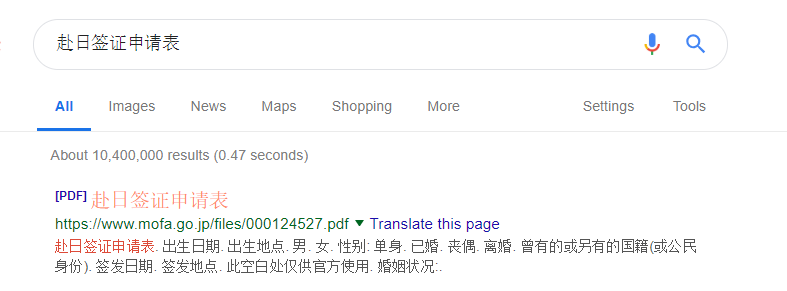 赴日签证申请表
All Images News Maps Shopping More Settings Tools
About 10,400,000 results (0.47 seconds)
[PDF] 赴日签证申请表
https://www.mofa.go.jp/files/000124527.pdf Translate this page
赴日签证申请表. 出生日期. 出生地点. 男. 女. 性别: 单身. 已婚. 丧偶. 离婚. 曾有的或另有的国籍(或公民
身份). 签发日期. 签发地点. 此空白处仅供官方使用. 婚姻状况:.